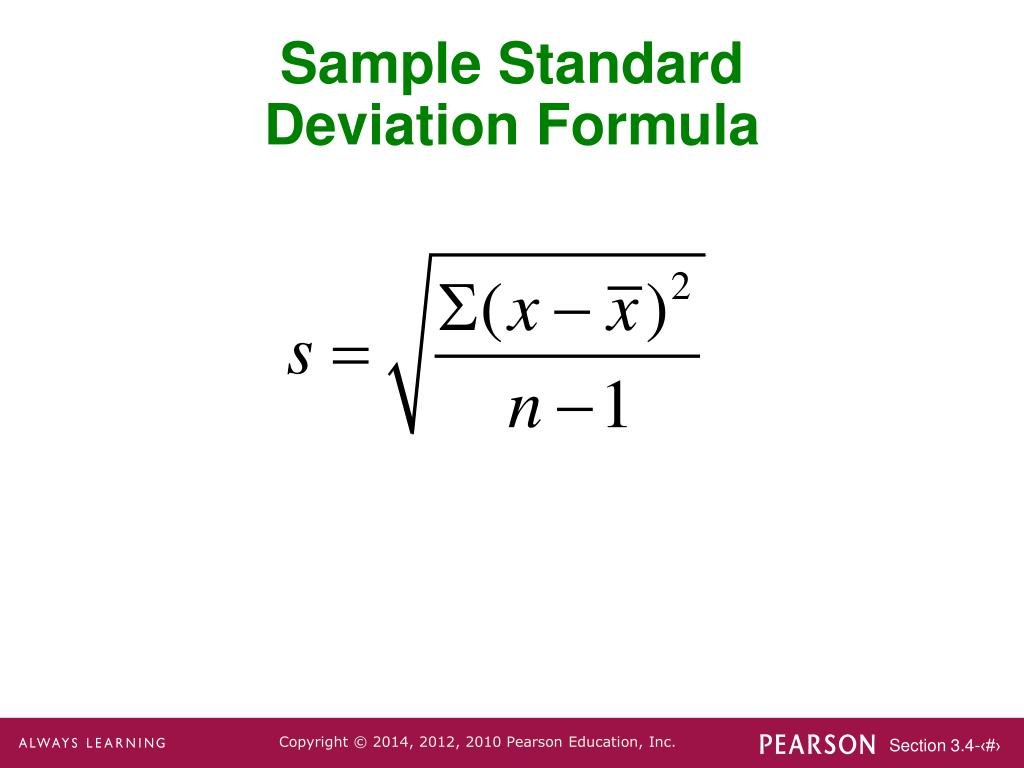 Sample Standard
Deviation Formula
s = √(Σ(x − x̅)² / (n − 1))
ALWAYS LEARNING
Copyright © 2014, 2012, 2010 Pearson Education, Inc.
PEARSON
Section 3.4-‹#›